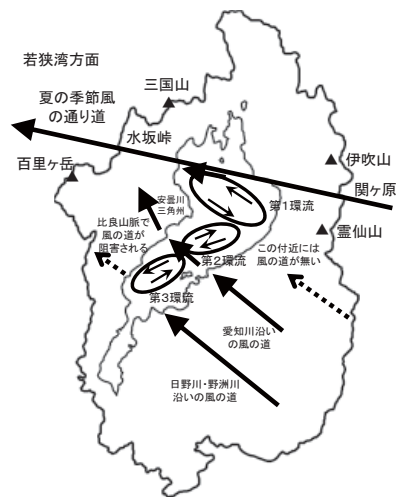 若狭湾方面
三国山
夏の季節風
の通り道
水坂峠
伊吹山
百里ヶ岳
関ヶ原
安曇川
三角州
第1環流
霊仙山
比良山脈で
風の道が
阻害される
この付近には
風の道が無い
第2環流
第3環流
愛知川沿い
の風の道
日野川・野洲川
沿いの風の道